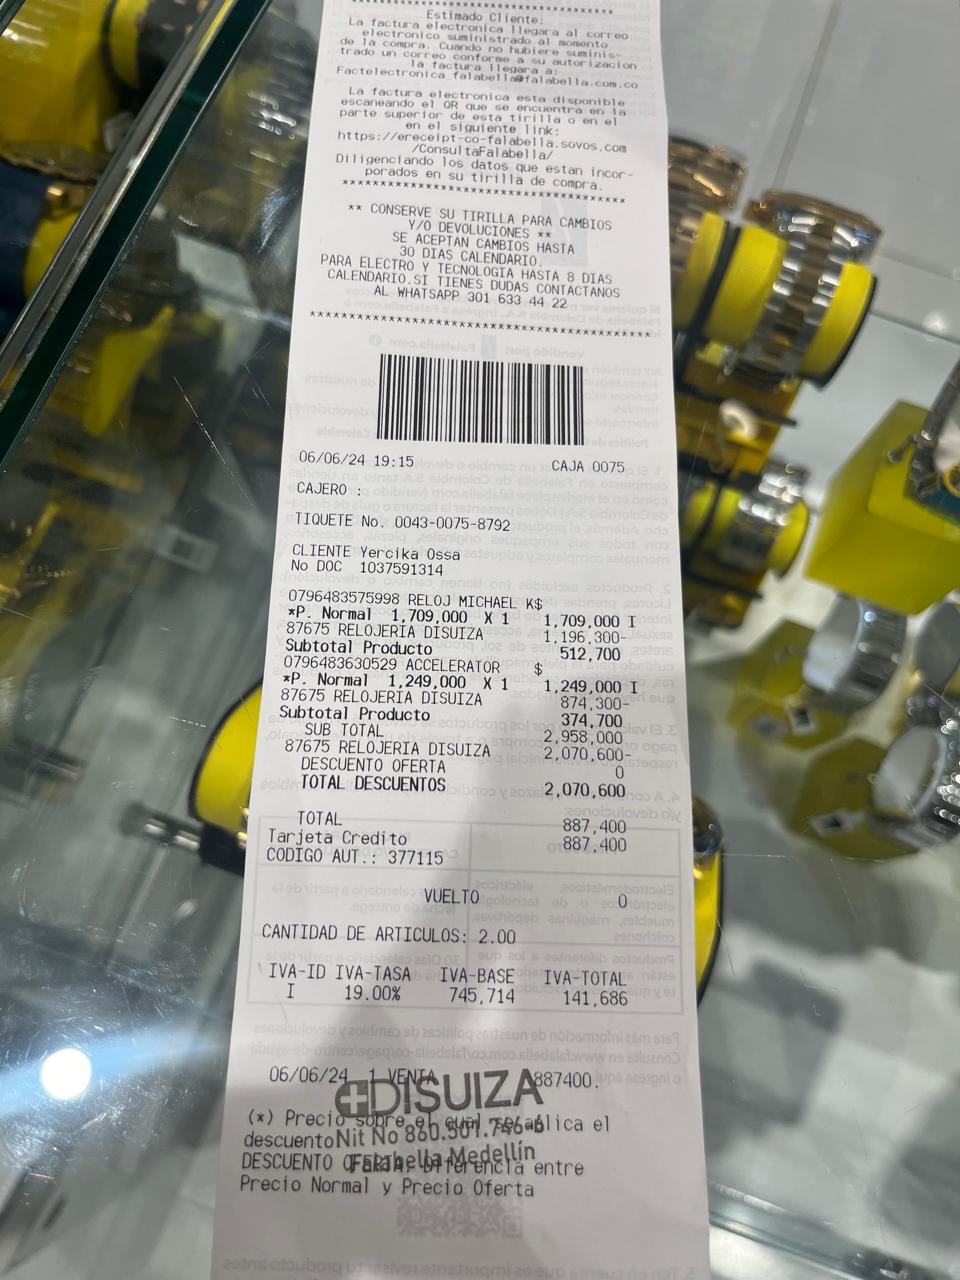 ****************************************
Estimado Cliente:
La factura electronica llegara al correo
electronico suministrado al momento
de la compra. Cuando no hubiere suminis-
trado un correo conforme a su autorizacion
la factura llegara a:
Factelectronica_falabella@falabella.com.co
La factura electronica esta disponible
escaneando el QR que se encuentra en la
parte superior de esta tirilla o en el
en el siguiente link:
https://ereceipt-co-falabella.sovos.com
/ConsultaFalabella/
Diligenciando los datos que estan incor-
porados en su tirilla de compra.
****************************************
** CONSERVE SU TIRILLA PARA CAMBIOS
Y/O DEVOLUCIONES **
SE ACEPTAN CAMBIOS HASTA
30 DIAS CALENDARIO.
PARA ELECTRO Y TECNOLOGIA HASTA 8 DIAS
CALENDARIO.SI TIENES DUDAS CONTACTANOS
AL WHATSAPP 301 633 44 22
****************************************
06/06/24 19:15 CAJA 0075
CAJERO :
TIQUETE No. 0043-0075-8792
CLIENTE Yercika Ossa
No DOC 1037591314
0796483575998 RELOJ MICHAEL K$
*P. Normal 1,709,000 X 1 1,709,000 I
87675 RELOJERIA DISUIZA 1,196,300-
Subtotal Producto 512,700
0796483630529 ACCELERATOR $
*P. Normal 1,249,000 X 1 1,249,000 I
87675 RELOJERIA DISUIZA 874,300-
Subtotal Producto 374,700
SUB TOTAL 2,958,000
87675 RELOJERIA DISUIZA 2,070,600-
DESCUENTO OFERTA 0
TOTAL DESCUENTOS 2,070,600
TOTAL 887,400
Tarjeta Credito 887,400
CODIGO AUT.: 377115
VUELTO 0
CANTIDAD DE ARTICULOS: 2.00
IVA-ID IVA-TASA IVA-BASE IVA-TOTAL
I 19.00% 745,714 141,686
06/06/24 1 VENTA 887400.
DISUIZA
(*) Precio sobre el cual se aplica el
descuento
Nit No 860.501.746-6
Falabella Medellín
DESCUENTO OFERTA: Diferencia entre
Precio Normal y Precio Oferta